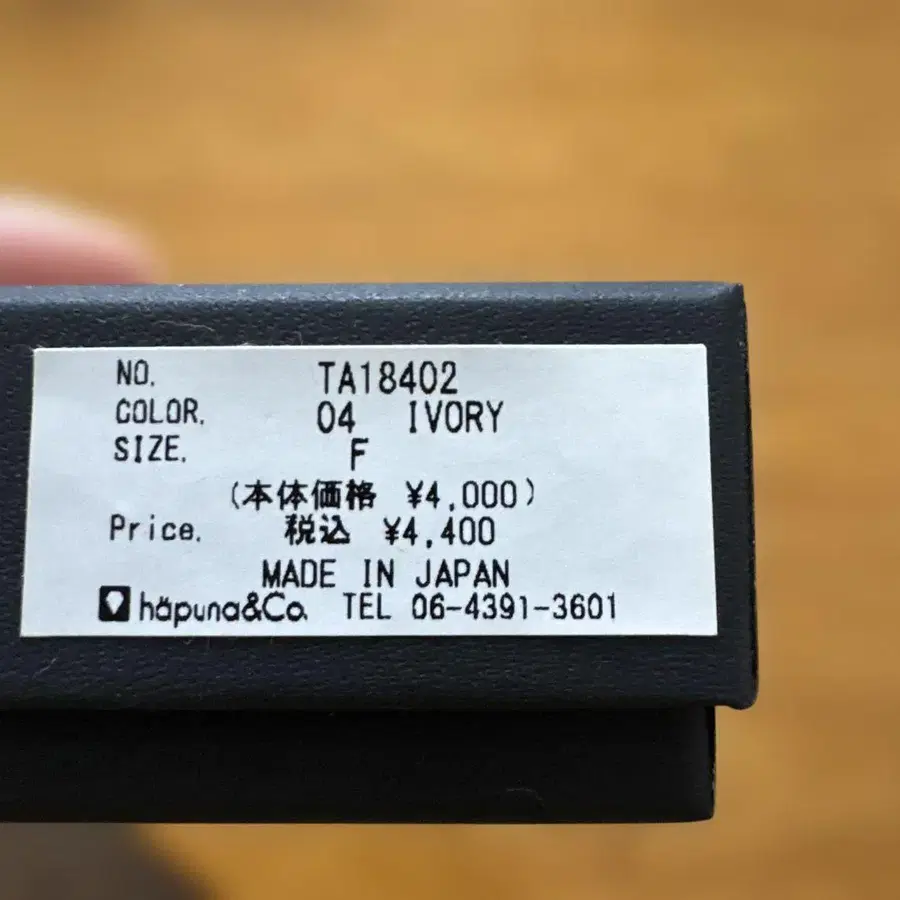 NO. TA18402
COLOR. 04 IVORY
SIZE. F
(本体価格 ¥4,000)
Price. 税込 ¥4,400
MADE IN JAPAN
häpuna&Co. TEL 06-4391-3601